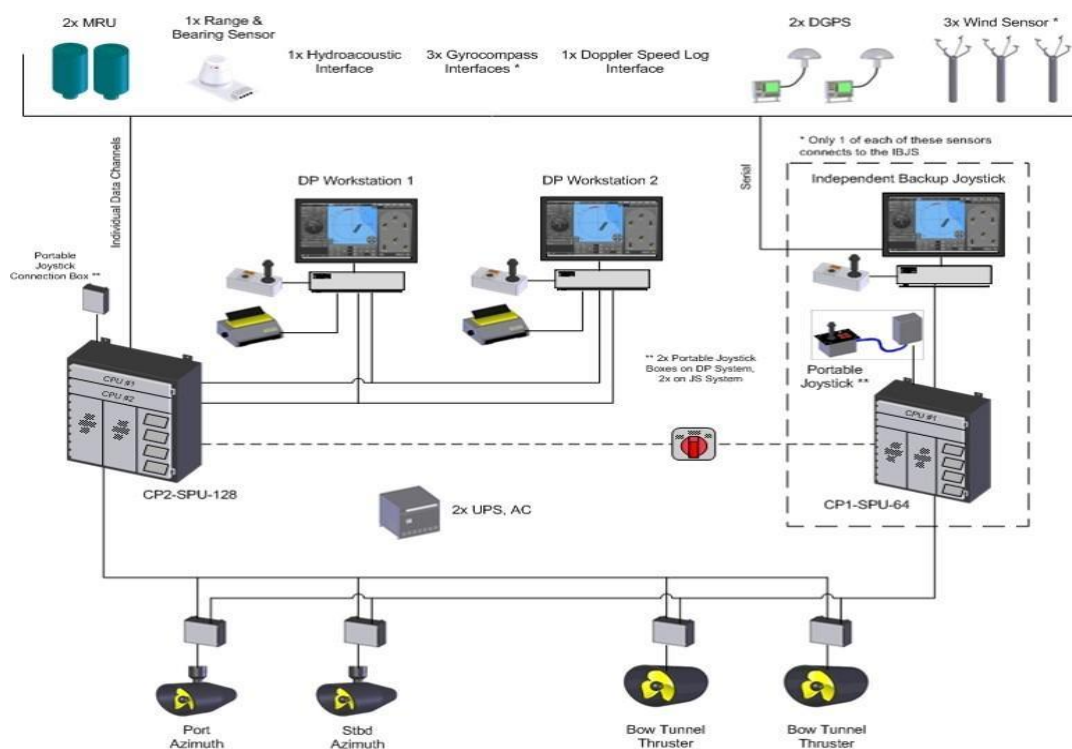 2x MRU
1x Range &
Bearing Sensor
1x Hydroacoustic
Interface
3x Gyrocompass
Interfaces *
1x Doppler Speed Log
Interface
2x DGPS
3x Wind Sensor *
* Only 1 of each of these sensors
connects to the IBJS
Individual Data Channels
Serial
DP Workstation 1
DP Workstation 2
Independent Backup Joystick
Portable
Joystick
Connection Box **
CPU #1
CPU #2
** 2x Portable Joystick
Boxes on DP System,
2x on JS System
Portable
Joystick **
CPU #1
CP2-SPU-128
2x UPS, AC
CP1-SPU-64
Port
Azimuth
Stbd
Azimuth
Bow Tunnel
Thruster
Bow Tunnel
Thruster